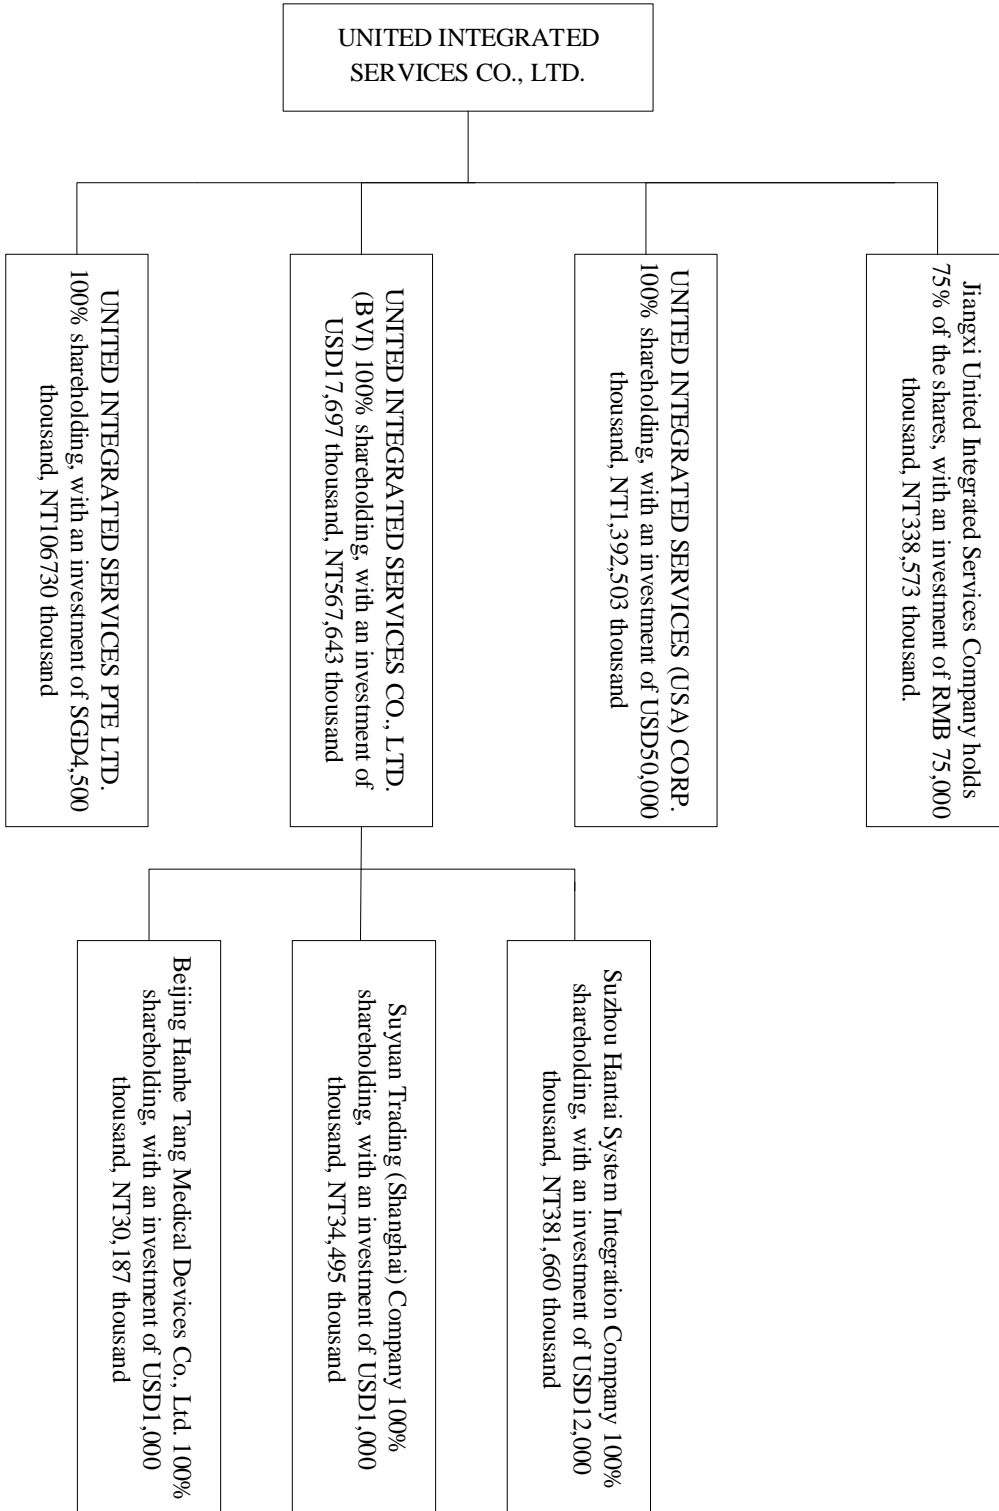 UNITED INTEGRATED
SERVICES CO., LTD.
UNITED INTEGRATED SERVICES PTE LTD.
100% shareholding, with an investment of SGD4,500
thousand, NT106730 thousand
UNITED INTEGRATED SERVICES CO., LTD.
(BVI) 100% shareholding, with an investment of
USD17,697 thousand, NT567,643 thousand
UNITED INTEGRATED SERVICES (USA) CORP.
100% shareholding, with an investment of USD50,000
thousand, NT1,392,503 thousand
Jiangxi United Integrated Services Company holds
75% of the shares, with an investment of RMB 75,000
thousand, NT338,573 thousand.
Beijing Hanhe Tang Medical Devices Co., Ltd. 100%
shareholding, with an investment of USD1,000
thousand, NT30,187 thousand
Suyuan Trading (Shanghai) Company 100%
shareholding, with an investment of USD1,000
thousand, NT34,495 thousand
Suzhou Hantai System Integration Company 100%
shareholding, with an investment of USD12,000
thousand, NT381,660 thousand